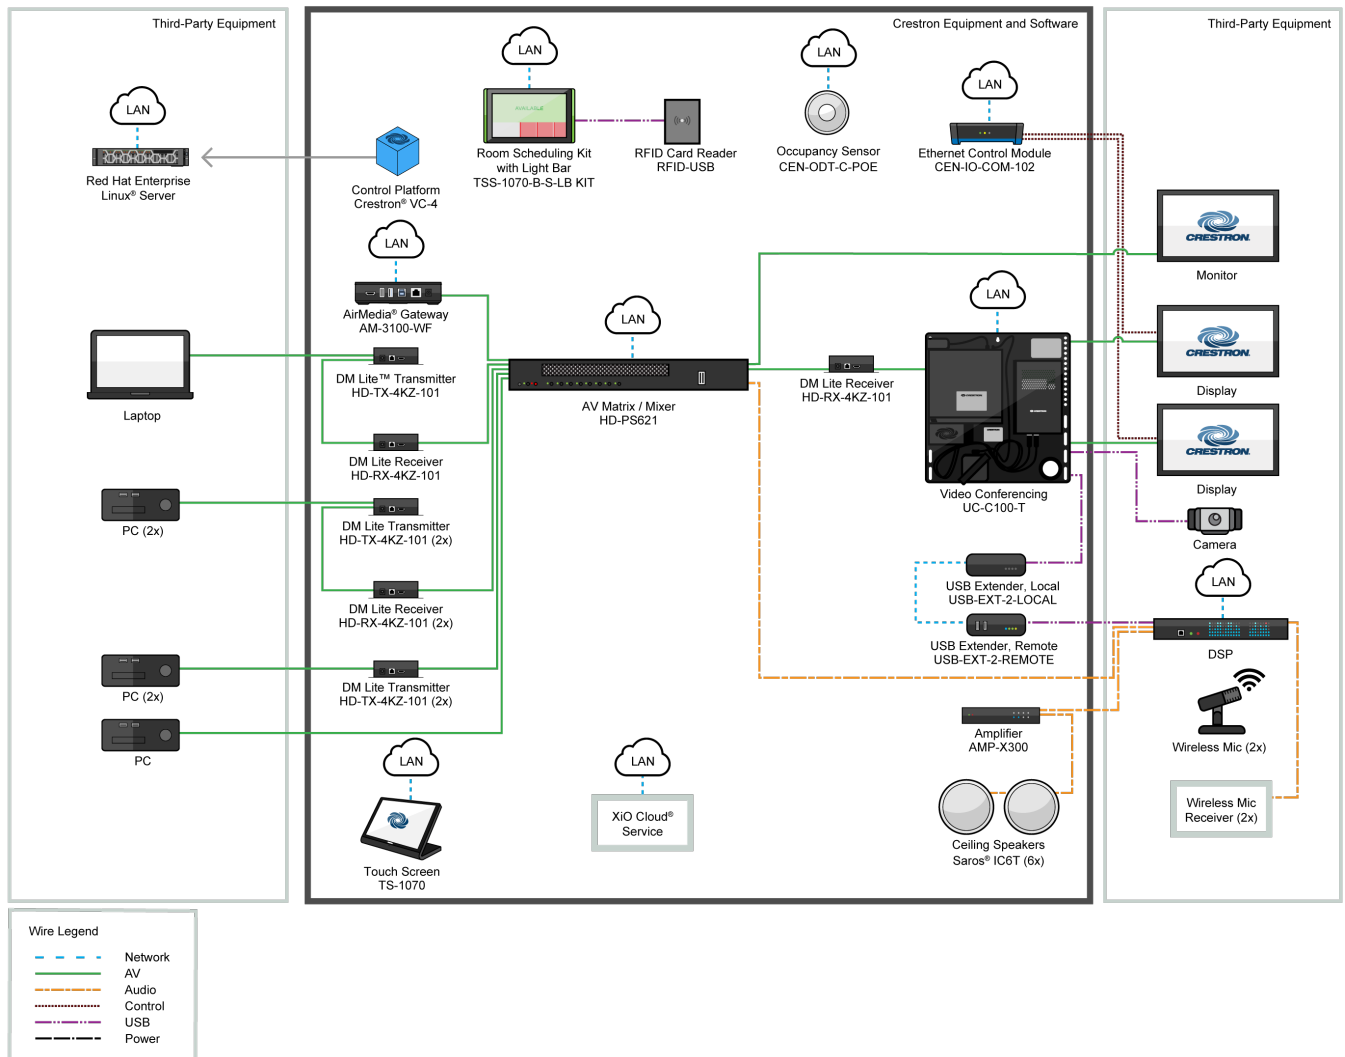 Third-Party Equipment
Crestron Equipment and Software
Third-Party Equipment
LAN
Red Hat Enterprise
Linux® Server
Control Platform
Crestron® VC-4
LAN
AVAILABLE
Room Scheduling Kit
with Light Bar
TSS-1070-B-S-LB KIT
RFID Card Reader
RFID-USB
LAN
Occupancy Sensor
CEN-ODT-C-POE
LAN
Ethernet Control Module
CEN-IO-COM-102
LAN
AirMedia® Gateway
AM-3100-WF
Laptop
DM Lite™ Transmitter
HD-TX-4KZ-101
DM Lite Receiver
HD-RX-4KZ-101
PC (2x)
DM Lite Transmitter
HD-TX-4KZ-101 (2x)
DM Lite Receiver
HD-RX-4KZ-101 (2x)
PC (2x)
DM Lite Transmitter
HD-TX-4KZ-101 (2x)
PC
LAN
AV Matrix / Mixer
HD-PS621
DM Lite Receiver
HD-RX-4KZ-101
LAN
CRESTRON
CRESTRON
Video Conferencing
UC-C100-T
CRESTRON
Monitor
CRESTRON
Display
CRESTRON
Display
Camera
USB Extender, Local
USB-EXT-2-LOCAL
USB Extender, Remote
USB-EXT-2-REMOTE
LAN
DSP
Wireless Mic (2x)
Wireless Mic
Receiver (2x)
Amplifier
AMP-X300
Ceiling Speakers
Saros® IC6T (6x)
LAN
Touch Screen
TS-1070
LAN
XiO Cloud®
Service
Wire Legend
Network
AV
Audio
Control
USB
Power